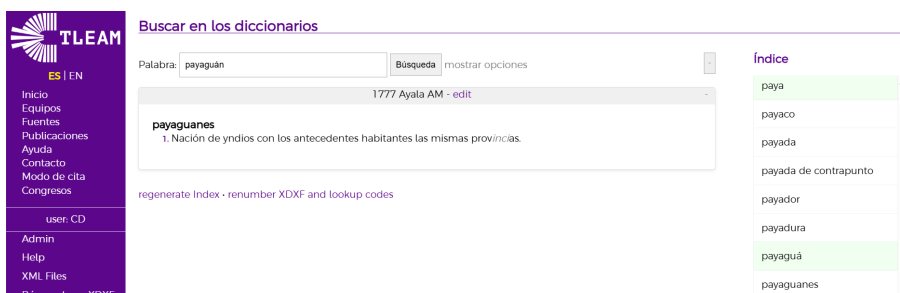 TLEAM
ES | EN
Inicio
Equipos
Fuentes
Publicaciones
Ayuda
Contacto
Modo de cita
Congresos
user: CD
Admin
Help
XML Files
Buscar en los diccionarios
Palabra: payaguán Búsqueda mostrar opciones -
1777 Ayala AM - edit -
payaguanes
1. Nación de yndios con los antecedentes habitantes las mismas provincias.
regenerate Index • renumber XDXF and lookup codes
Índice
paya
payaco
payada
payada de contrapunto
payador
payadura
payaguá
payaguanes